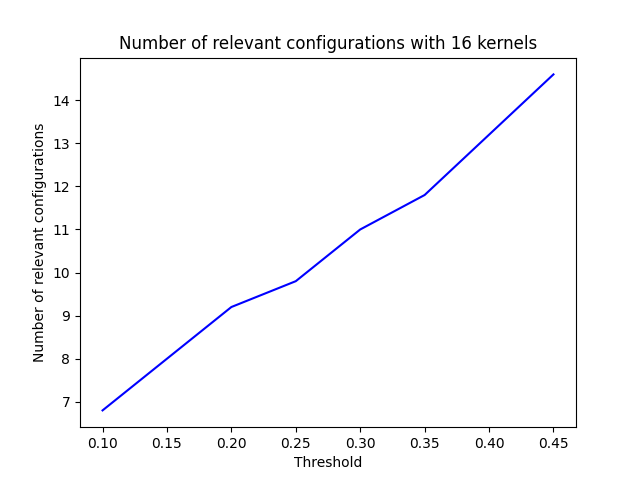 Number of relevant configurations with 16 kernels
Number of relevant configurations
14
13
12
11
10
9
8
7
0.10 0.15 0.20 0.25 0.30 0.35 0.40 0.45
Threshold